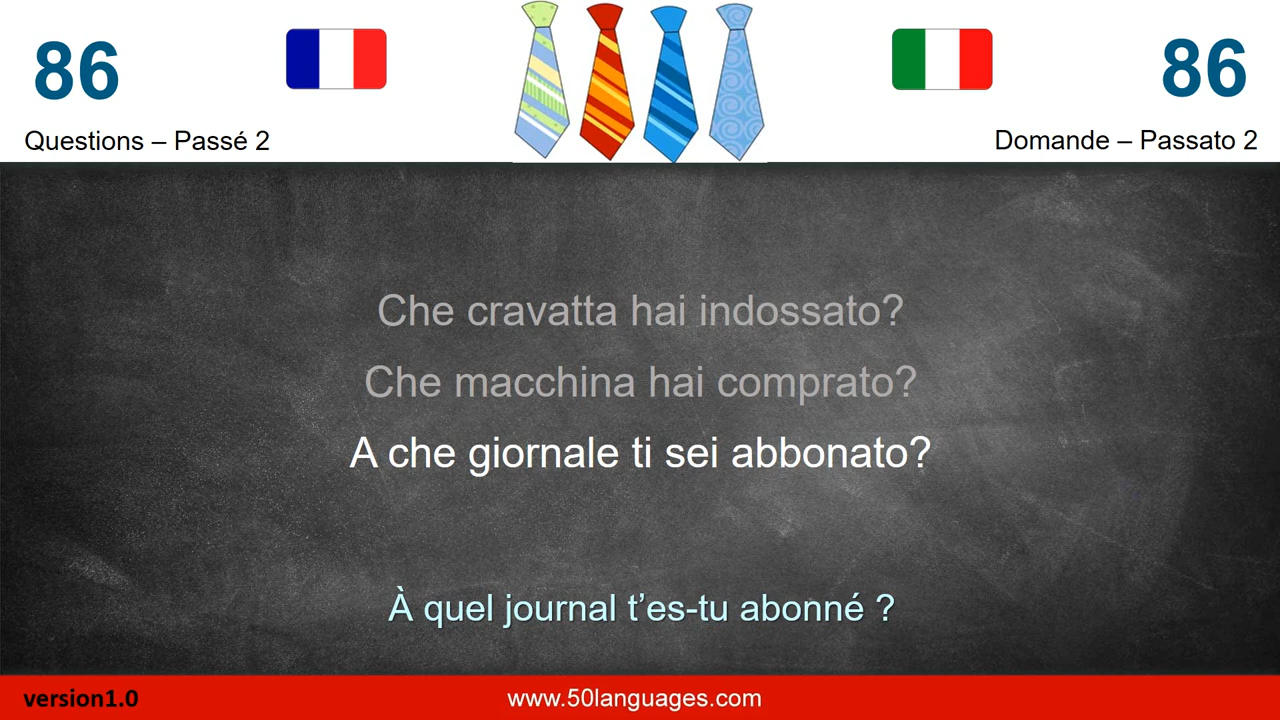 86
86
Questions – Passé 2
Domande – Passato 2
Che cravatta hai indossato?
Che macchina hai comprato?
A che giornale ti sei abbonato?
À quel journal t’es-tu abonné ?
version1.0
www.50languages.com